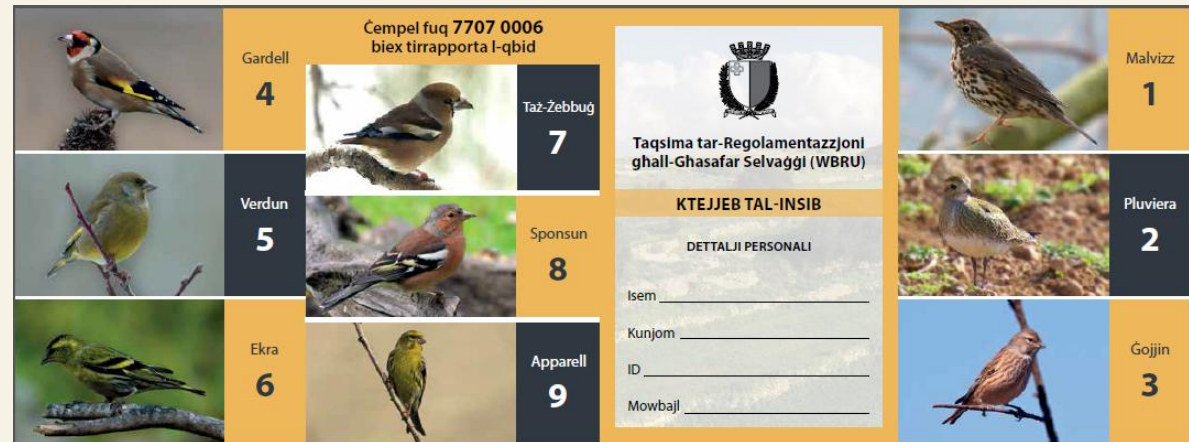 Gardell
4
Verdun
5
Ekra
6
Ċempel fuq 7707 0006
biex tirrapporta l-qbid
Taż-Żebbuġ
7
Sponsun
8
Apparell
9
Taqsima tar-Regolamentazzjoni
għall-Għasafar Selvaġġi (WBRU)
KTEJJEB TAL-INSIB
DETTALJI PERSONALI
Isem
Kunjom
ID
Mowbajl
Malvizz
1
Pluviera
2
Ġojjin
3